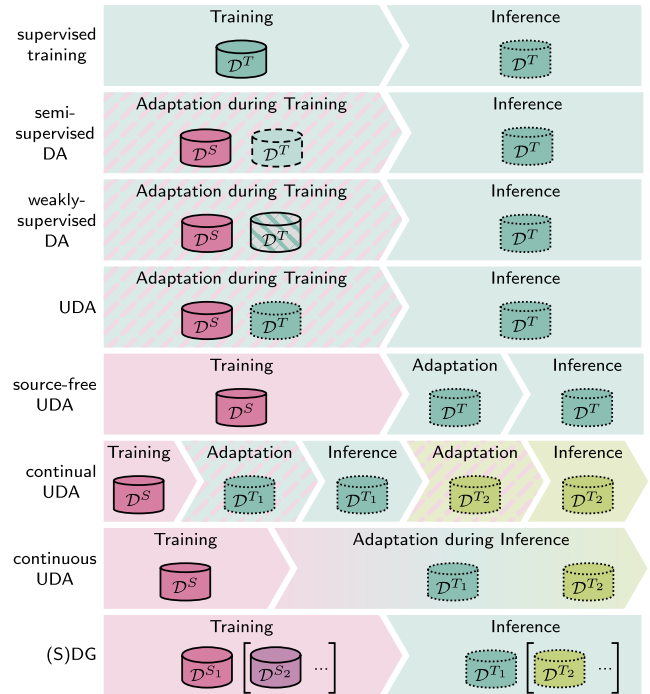 Training
Inference
supervised
training
𝒟^T
𝒟^T
Adaptation during Training
Inference
semi-
supervised
DA
𝒟^S
𝒟^T
𝒟^T
Adaptation during Training
Inference
weakly-
supervised
DA
𝒟^S
𝒟^T
𝒟^T
Adaptation during Training
Inference
UDA
𝒟^S
𝒟^T
𝒟^T
Training
Adaptation
Inference
source-free
UDA
𝒟^S
𝒟^T
𝒟^T
Training
Adaptation
Inference
Adaptation
Inference
continual
UDA
𝒟^S
𝒟^{T_1}
𝒟^{T_1}
𝒟^{T_2}
𝒟^{T_2}
Training
Adaptation during Inference
continuous
UDA
𝒟^S
𝒟^{T_1}
𝒟^{T_2}
Training
Inference
(S)DG
𝒟^{S_1} [ 𝒟^{S_2} ... ]
𝒟^{T_1} [ 𝒟^{T_2} ... ]